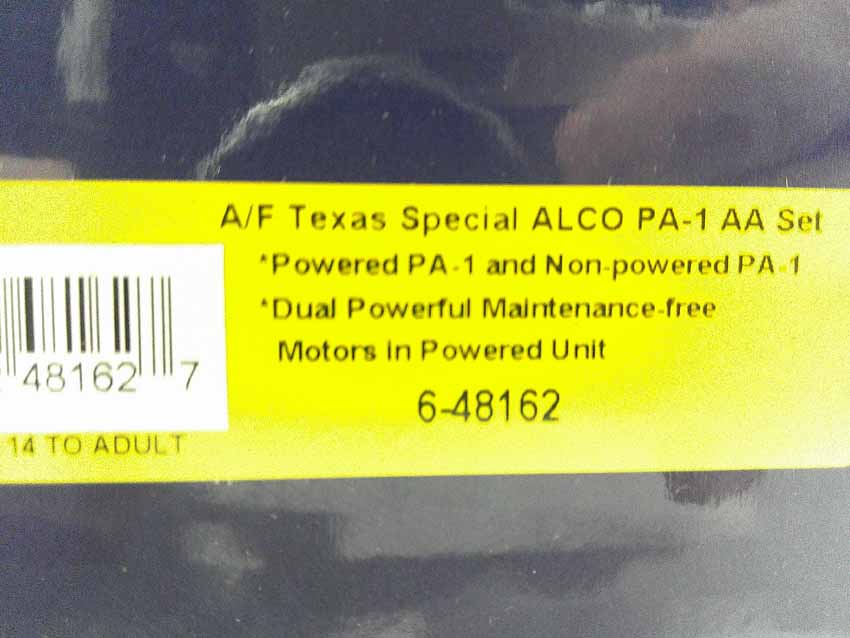 A/F Texas Special ALCO PA-1 AA Set
*Powered PA-1 and Non-powered PA-1
*Dual Powerful Maintenance-free
Motors in Powered Unit
6-48162
48162 7
14 TO ADULT